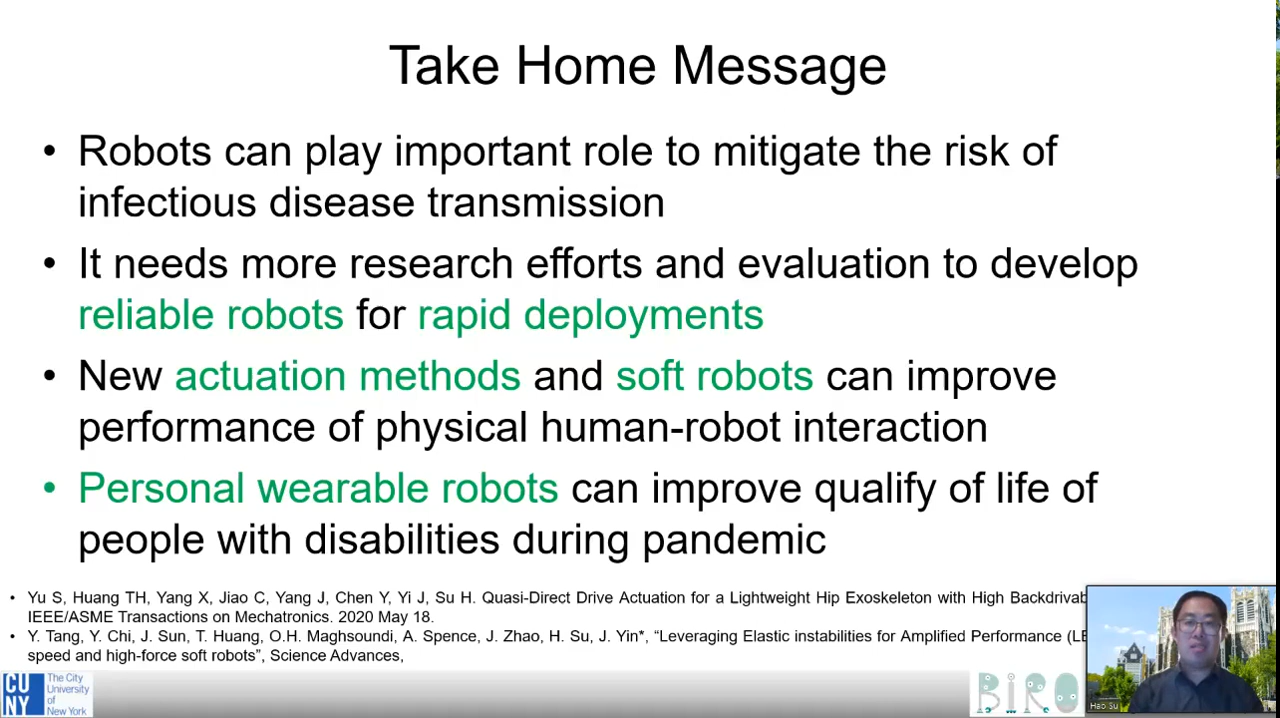 Take Home Message
• Robots can play important role to mitigate the risk of
infectious disease transmission
• It needs more research efforts and evaluation to develop
reliable robots for rapid deployments
• New actuation methods and soft robots can improve
performance of physical human-robot interaction
• Personal wearable robots can improve qualify of life of
people with disabilities during pandemic
• Yu S, Huang TH, Yang X, Jiao C, Yang J, Chen Y, Yi J, Su H. Quasi-Direct Drive Actuation for a Lightweight Hip Exoskeleton with High
IEEE/ASME Transactions on Mechatronics. 2020 May 18.
• Y. Tang, Y. Chi, J. Sun, T. Huang, O.H. Maghsoundi, A. Spence, J. Zhao, H. Su, J. Yin*, “Leveraging Elastic instabilities for Amplified Performance
speed and high-force soft robots”, Science Advances,
CU
NY
The City
University
of
New York
BIRO
Hao Su